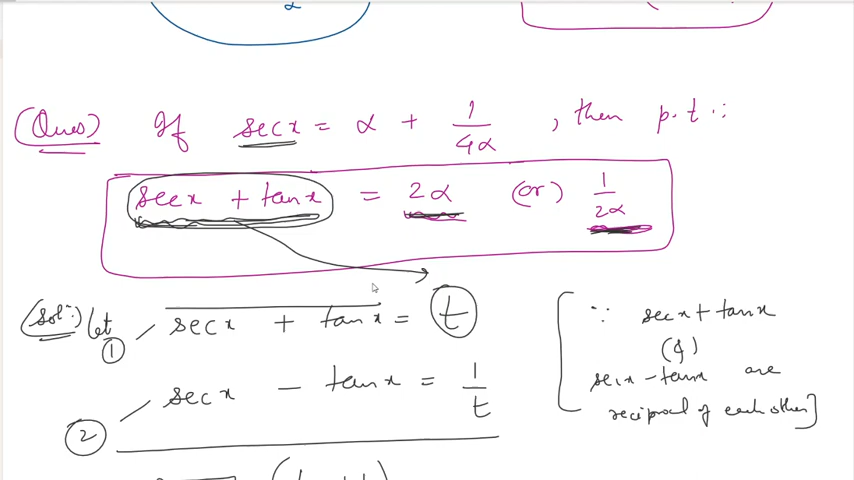 (Ques) If secx = α + 1/4α , then p.t ::
secx + tanx = 2α (or) 1/2α
(Solⁿ:) let secx + tanx = t
①
secx − tanx = 1/t
②
[∵ secx + tanx
(&)
secx − tanx are
reciprocal of each other]